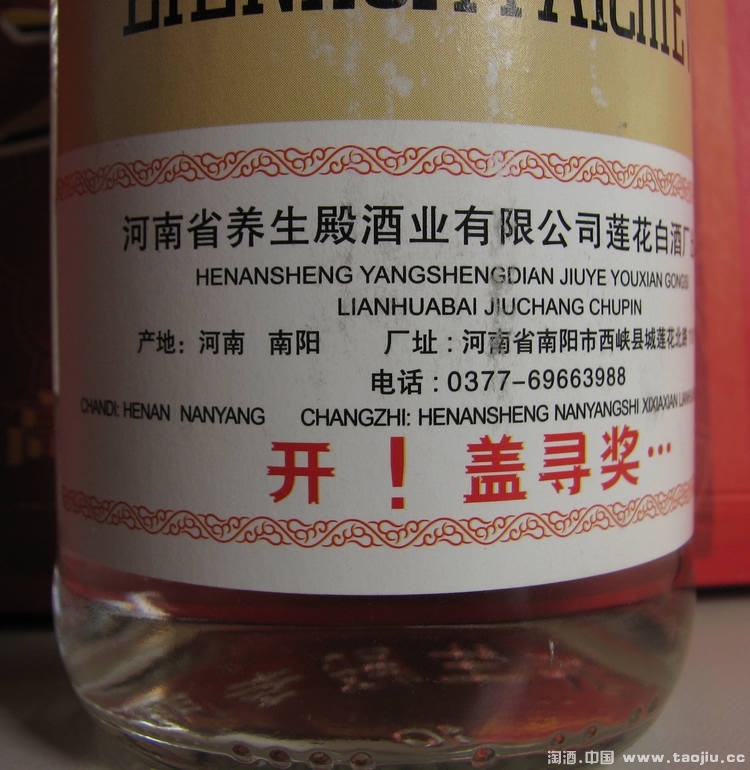 河南省养生殿酒业有限公司莲花白酒厂
HENANSHENG YANGSHENGDIAN JIUYE YOUXIAN GONGSI
LIANHUABAI JIUCHANG CHUPIN
产地：河南 南阳 厂址：河南省南阳市西峡县城莲花北路
电话：0377-69663988
CHANDI: HENAN NANYANG CHANGZHI: HENANSHENG NANYANGSHI XIXIAXIAN
开！盖寻奖…
淘酒.中国 www.taojiu.cc